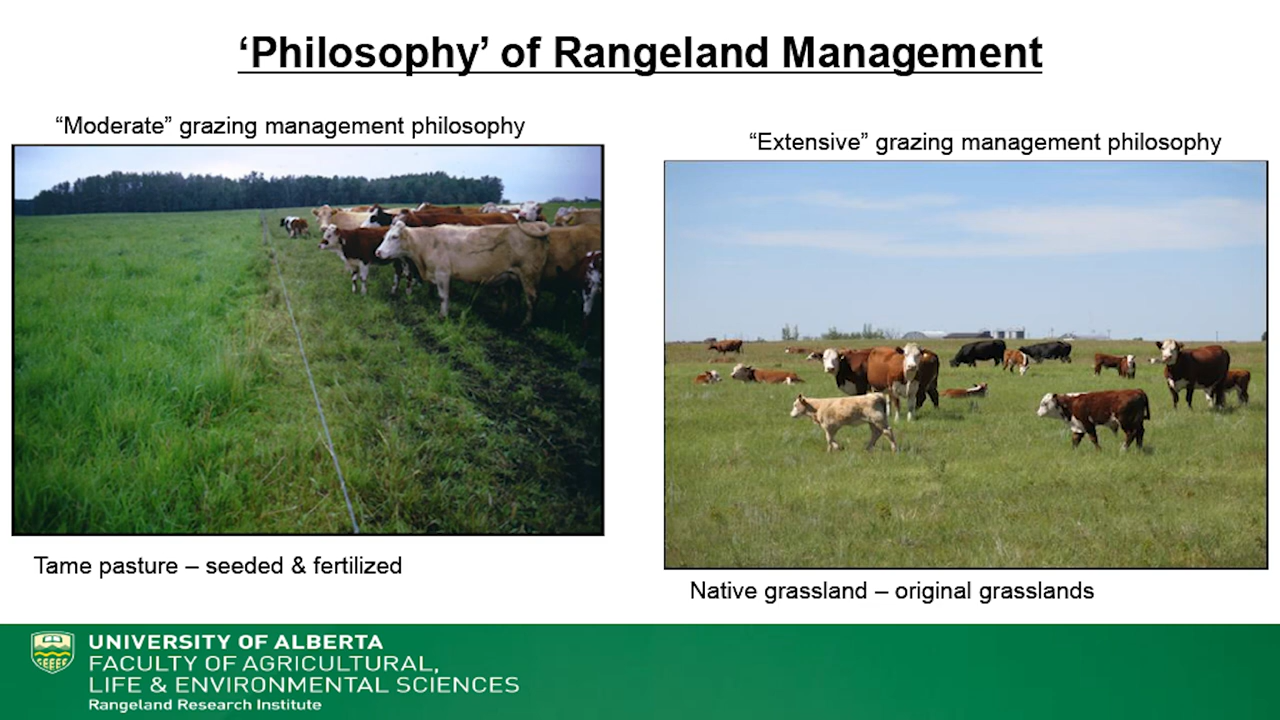 ‘Philosophy’ of Rangeland Management
“Moderate” grazing management philosophy
“Extensive” grazing management philosophy
Tame pasture – seeded & fertilized
Native grassland – original grasslands
UNIVERSITY OF ALBERTA
FACULTY OF AGRICULTURAL,
LIFE & ENVIRONMENTAL SCIENCES
Rangeland Research Institute